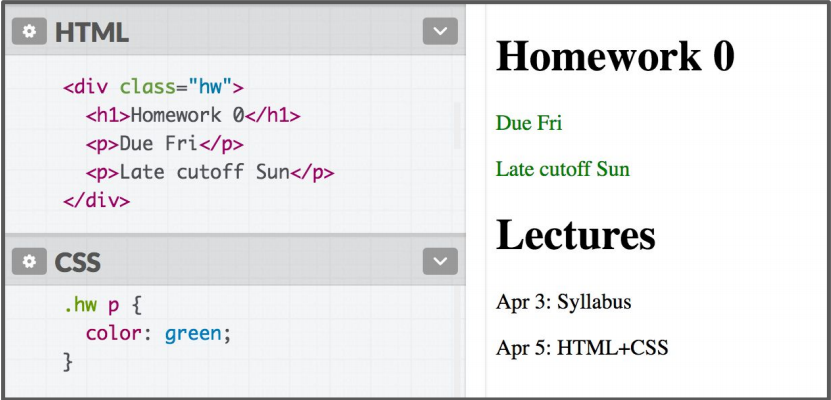 HTML
<div class="hw">
<h1>Homework 0</h1>
<p>Due Fri</p>
<p>Late cutoff Sun</p>
</div>
CSS
.hw p {
color: green;
}
Homework 0
Due Fri
Late cutoff Sun
Lectures
Apr 3: Syllabus
Apr 5: HTML+CSS